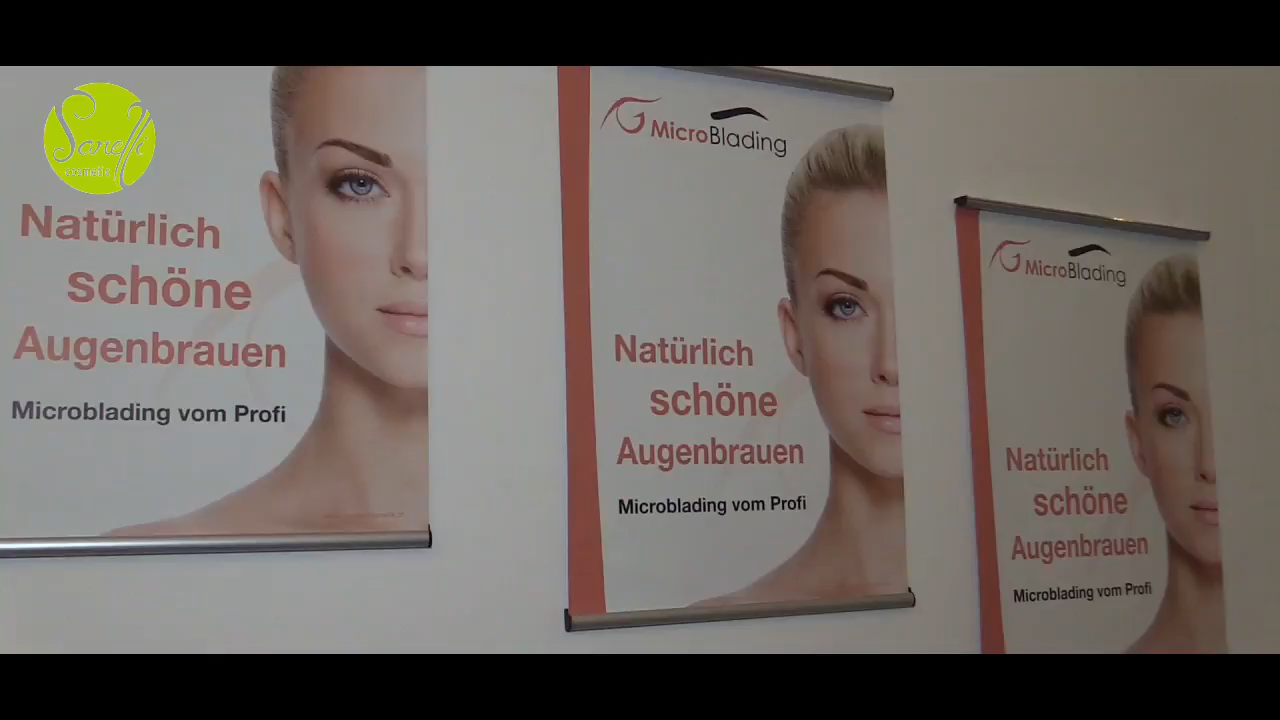 Sanelli
cosmetic
Natürlich
schöne
Augenbrauen
Microblading vom Profi
MicroBlading
Natürlich
schöne
Augenbrauen
Microblading vom Profi
MicroBlading
Natürlich
schöne
Augenbrauen
Microblading vom Profi